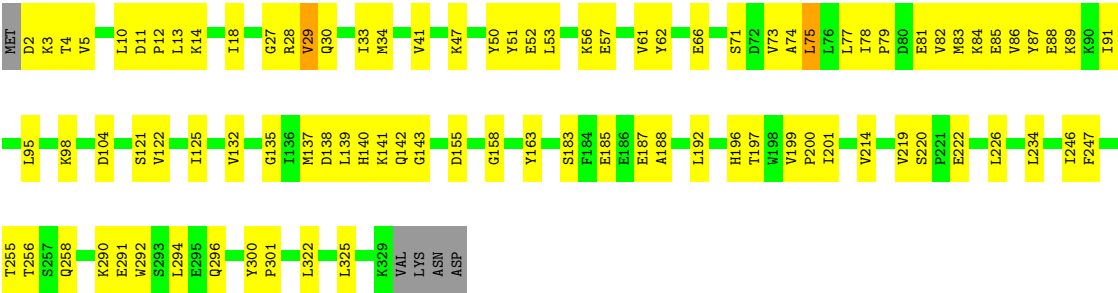 MET D2 K3 T4 V5 L10 D11 P12 L13 K14 I18 G27 R28 V29 Q30 I33 M34 V41 K47 Y50 Y51 E52 L53 K56 E57 V61 Y62 E66 S71 D72 V73 A74 L75 L76 L77 I78 P79 D80 E81 V82 M83 K84 E85 V86 Y87 E88 K89 K90 I91
L95 K98 D104 S121 V122 I125 V132 G135 I136 M137 D138 L139 H140 K141 Q142 G143 D155 G158 Y163 S183 F184 E185 E186 E187 A188 L192 H196 T197 W198 V199 P200 I201 V214 V219 S220 P221 E222 L226 L234 I246 F247
T255 T256 S257 Q258 K290 E291 W292 S293 L294 E295 Q296 Y300 P301 L322 L325 K329 VAL LYS ASN ASP